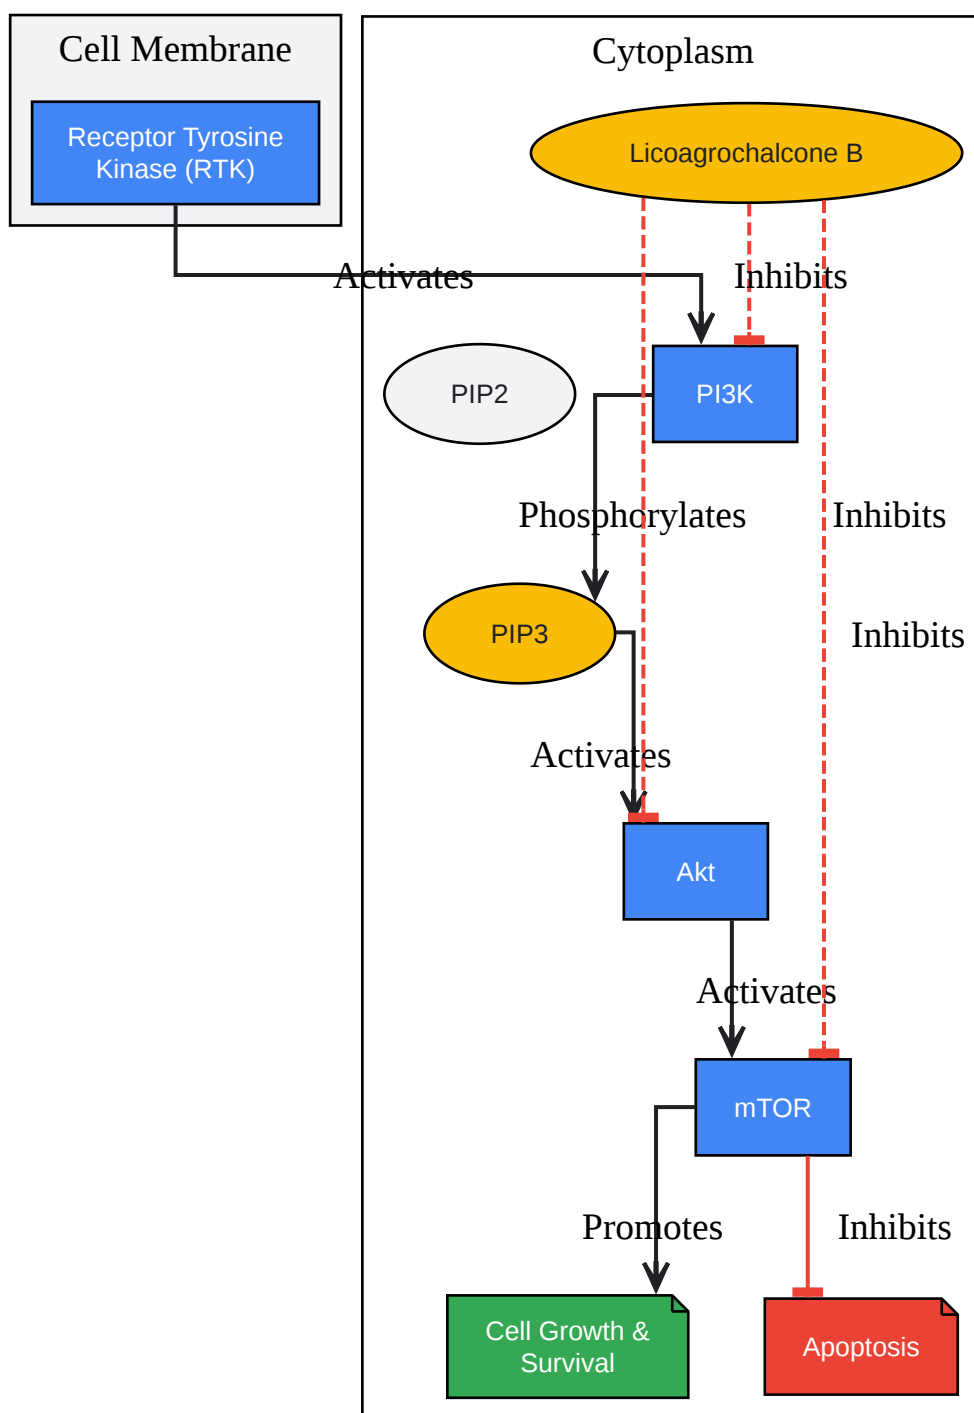 Cell Membrane
Cytoplasm
Receptor Tyrosine
Kinase (RTK)
Licoagrochalcone B
Activates
Inhibits
PIP2
PI3K
Phosphorylates
Inhibits
PIP3
Inhibits
Activates
Akt
Activates
mTOR
Promotes
Inhibits
Cell Growth &
Survival
Apoptosis